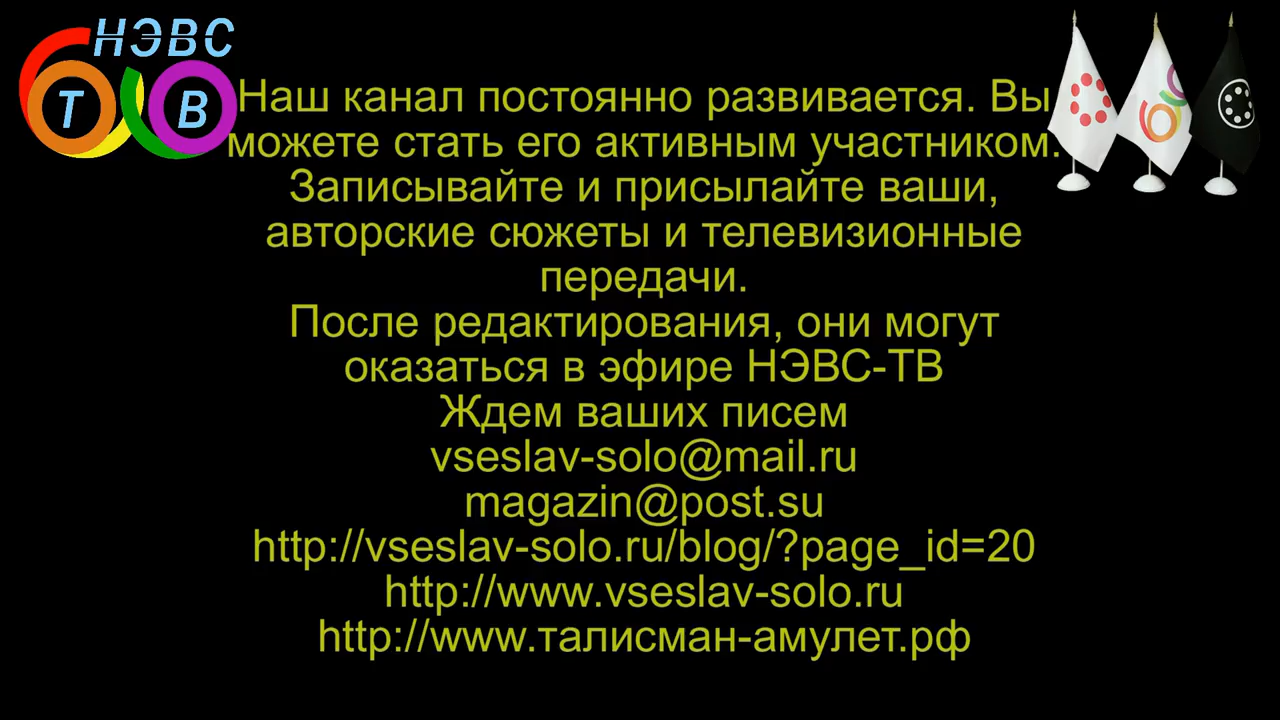 НЭВС
Т В
Наш канал постоянно развивается. Вы
можете стать его активным участником.
Записывайте и присылайте ваши,
авторские сюжеты и телевизионные
передачи.
После редактирования, они могут
оказаться в эфире НЭВС-ТВ
Ждем ваших писем
vseslav-solo@mail.ru
magazin@post.su
http://vseslav-solo.ru/blog/?page_id=20
http://www.vseslav-solo.ru
http://www.талисман-амулет.рф